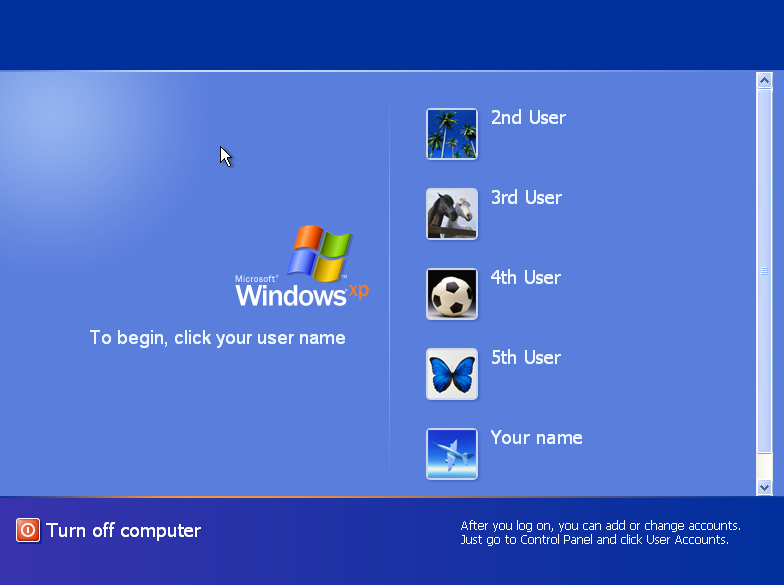 2nd User
3rd User
4th User
5th User
Your name
Microsoft
Windows xp
To begin, click your user name
Turn off computer
After you log on, you can add or change accounts.
Just go to Control Panel and click User Accounts.